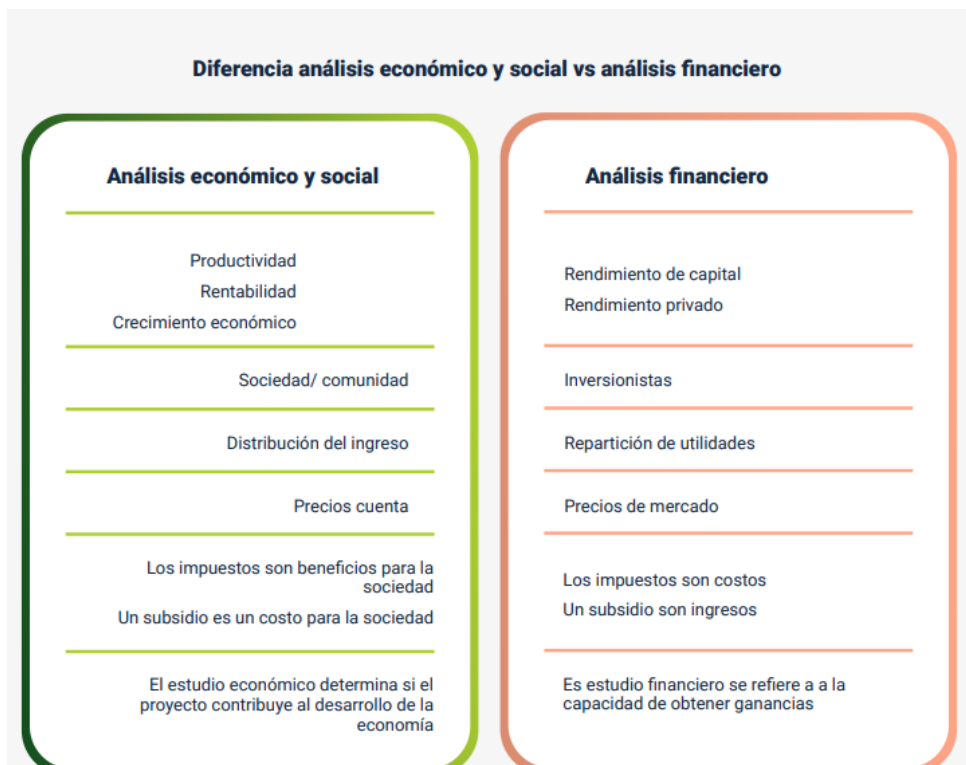 Diferencia análisis económico y social vs análisis financiero
Análisis económico y social
Productividad
Rentabilidad
Crecimiento económico
Sociedad/ comunidad
Distribución del ingreso
Precios cuenta
Los impuestos son beneficios para la
sociedad
Un subsidio es un costo para la sociedad
El estudio económico determina si el
proyecto contribuye al desarrollo de la
economía
Análisis financiero
Rendimiento de capital
Rendimiento privado
Inversionistas
Repartición de utilidades
Precios de mercado
Los impuestos son costos
Un subsidio son ingresos
Es estudio financiero se refiere a a la
capacidad de obtener ganancias